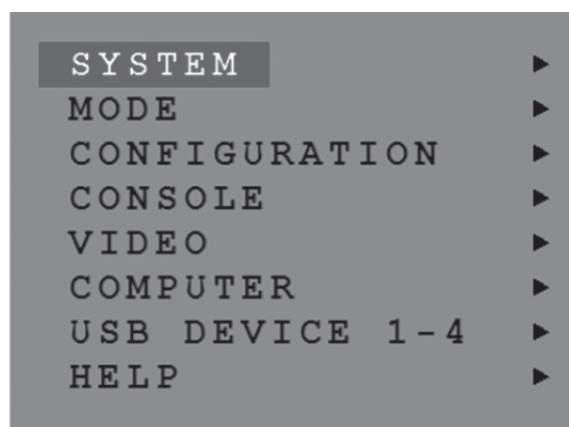 SYSTEM
MODE
CONFIGURATION
CONSOLE
VIDEO
COMPUTER
USB DEVICE 1-4
HELP